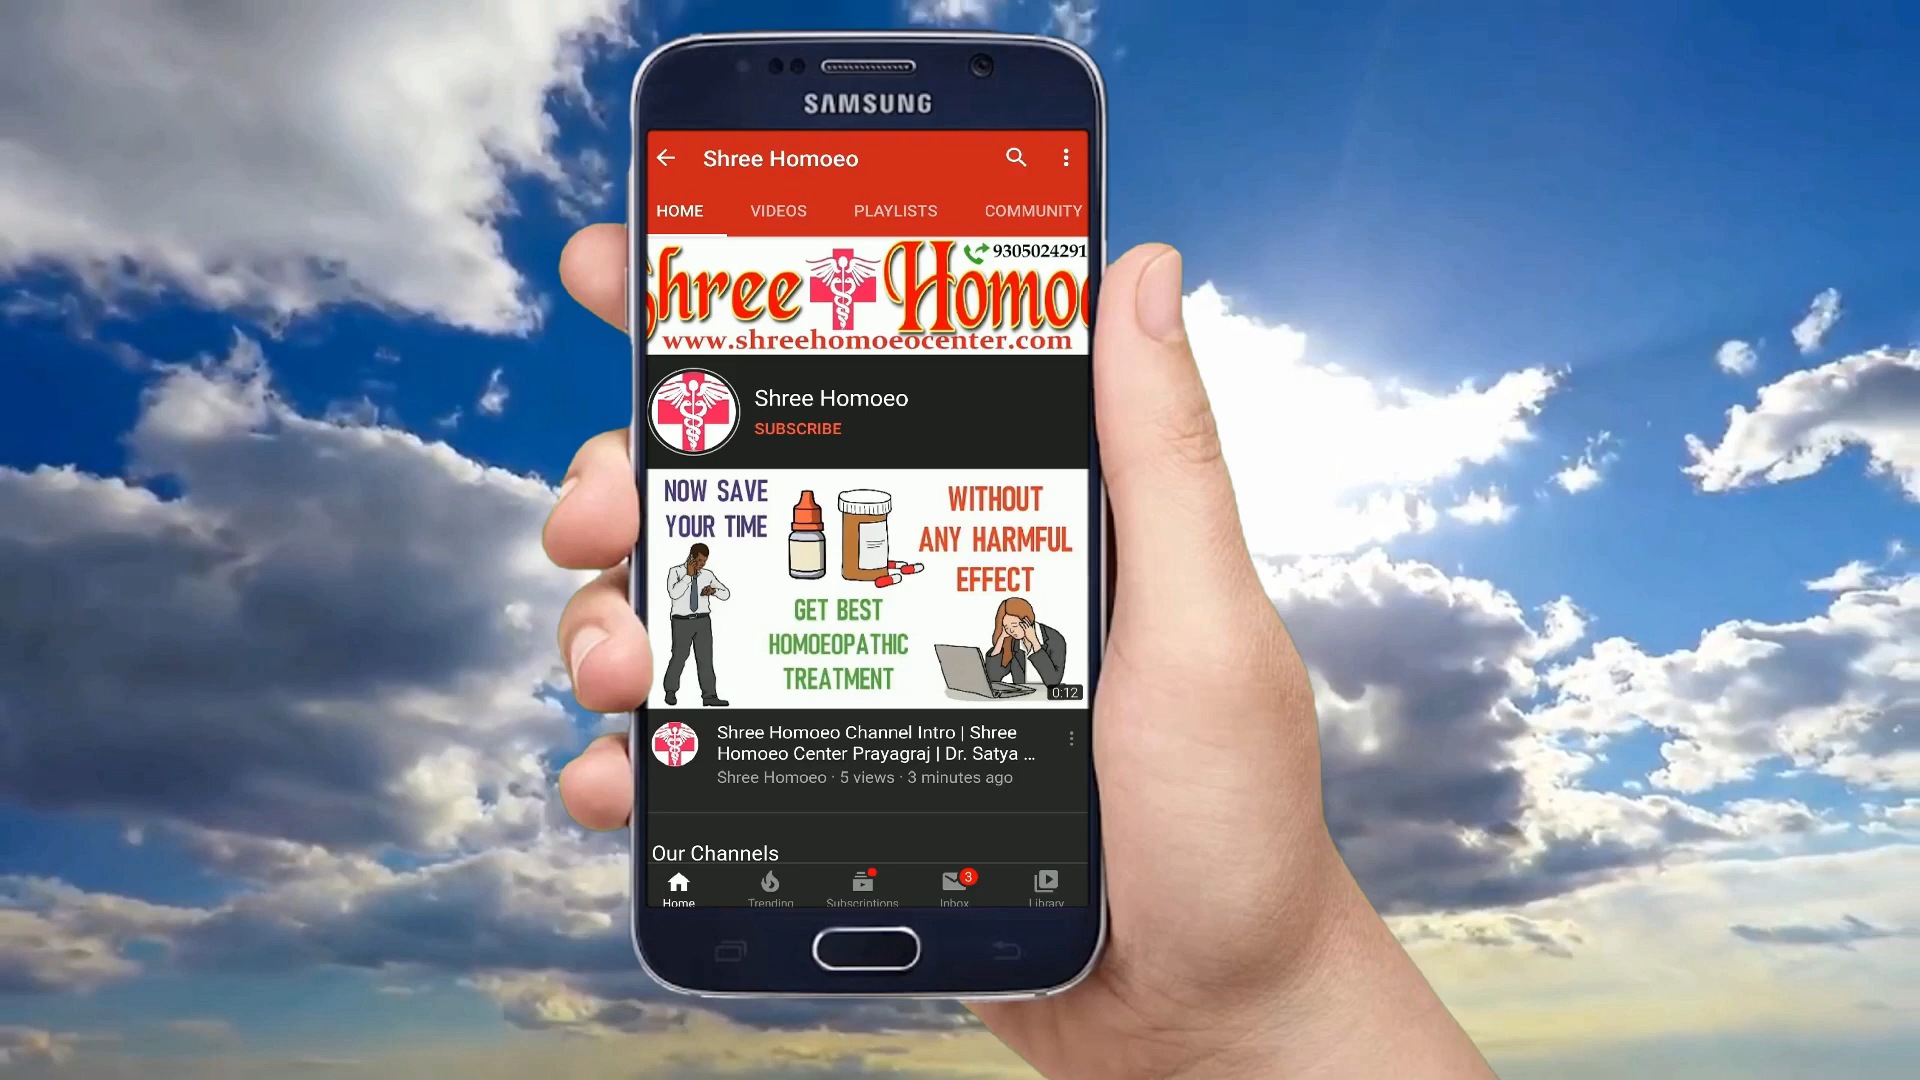 SAMSUNG
Shree Homoeo
HOME VIDEOS PLAYLISTS COMMUNITY
9305024291
Shree Homoe
www.shreehomoeocenter.com
Shree Homoeo
SUBSCRIBE
NOW SAVE
YOUR TIME
WITHOUT
ANY HARMFUL
EFFECT
GET BEST
HOMOEOPATHIC
TREATMENT
0:12
Shree Homoeo Channel Intro | Shree
Homoeo Center Prayagraj | Dr. Satya ...
Shree Homoeo · 5 views · 3 minutes ago
Our Channels
3
Home Trending Subscriptions Inbox Library